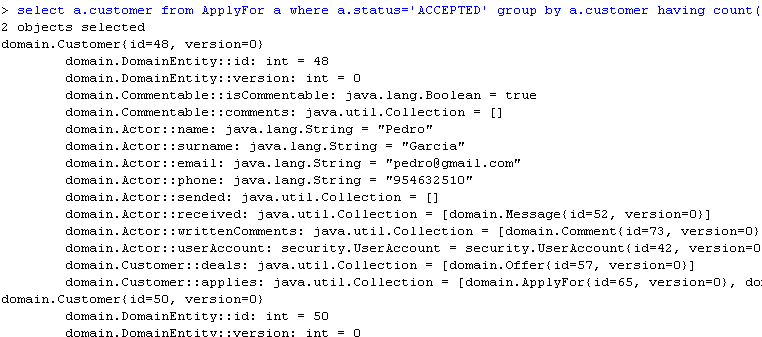 > select a.customer from ApplyFor a where a.status='ACCEPTED' group by a.customer having count(
2 objects selected
domain.Customer{id=48, version=0}
domain.DomainEntity::id: int = 48
domain.DomainEntity::version: int = 0
domain.Commentable::isCommentable: java.lang.Boolean = true
domain.Commentable::comments: java.util.Collection = []
domain.Actor::name: java.lang.String = "Pedro"
domain.Actor::surname: java.lang.String = "Garcia"
domain.Actor::email: java.lang.String = "pedro@gmail.com"
domain.Actor::phone: java.lang.String = "954632510"
domain.Actor::sended: java.util.Collection = []
domain.Actor::received: java.util.Collection = [domain.Message{id=52, version=0}]
domain.Actor::writtenComments: java.util.Collection = [domain.Comment{id=73, version=0}
domain.Actor::userAccount: security.UserAccount = security.UserAccount{id=42, version=0
domain.Customer::deals: java.util.Collection = [domain.Offer{id=57, version=0}]
domain.Customer::applies: java.util.Collection = [domain.ApplyFor{id=65, version=0}, do
domain.Customer{id=50, version=0}
domain.DomainEntity::id: int = 50
domain.DomainEntity::version: int = 0